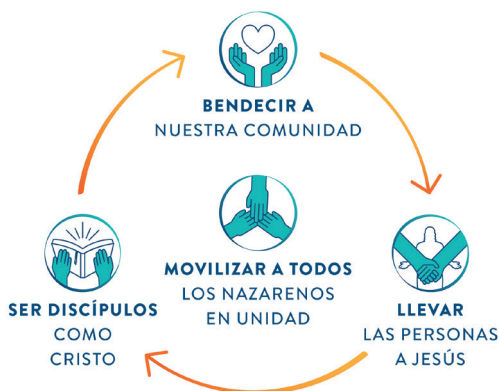 BENDECIR A
NUESTRA COMUNIDAD
MOVILIZAR A TODOS
LOS NAZARENOS
EN UNIDAD
SER DISCÍPULOS
COMO
CRISTO
LLEVAR
LAS PERSONAS
A JESÚS